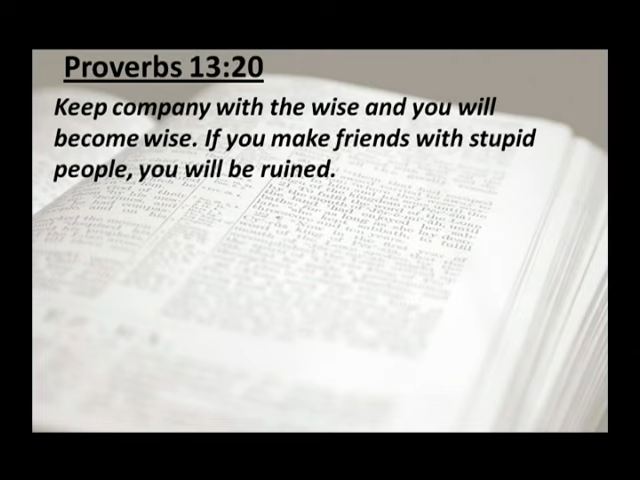 Proverbs 13:20
Keep company with the wise and you will
become wise. If you make friends with stupid
people, you will be ruined.